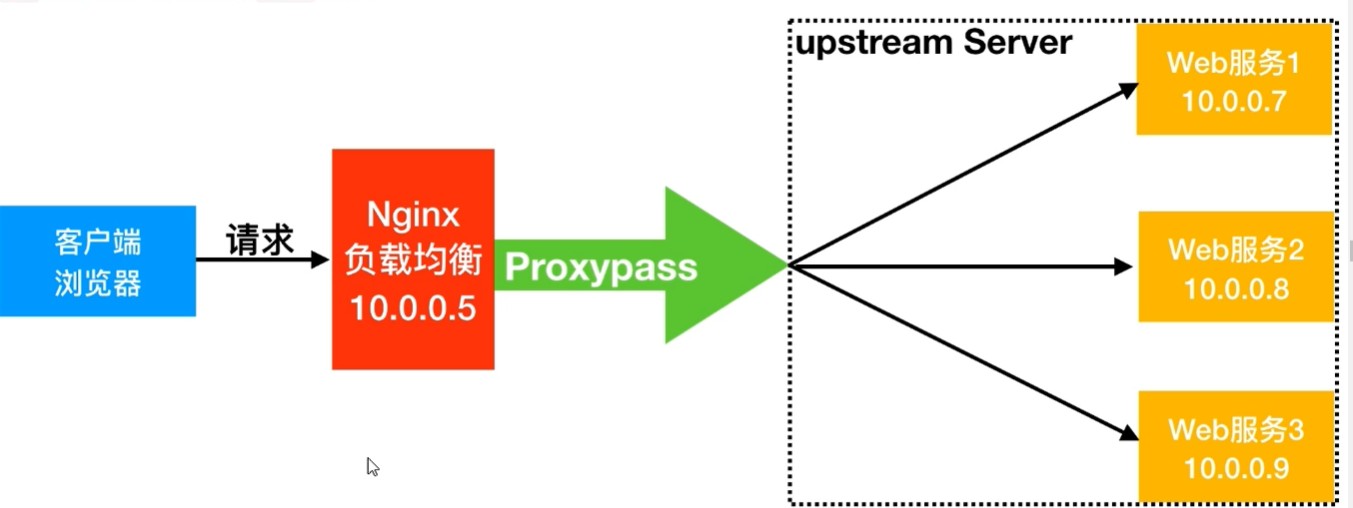 客户端
浏览器
请求
Nginx
负载均衡
10.0.0.5
Proxypass
upstream Server
Web服务1
10.0.0.7
Web服务2
10.0.0.8
Web服务3
10.0.0.9